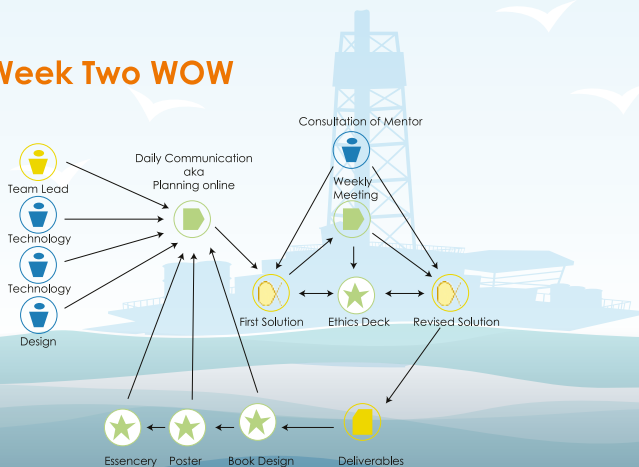 Week Two WOW
Consultation of Mentor
Daily Communication
aka
Planning online
Weekly
Meeting
Team Lead
Technology
Technology
Design
First Solution
Ethics Deck
Revised Solution
Essencery
Poster
Book Design
Deliverables